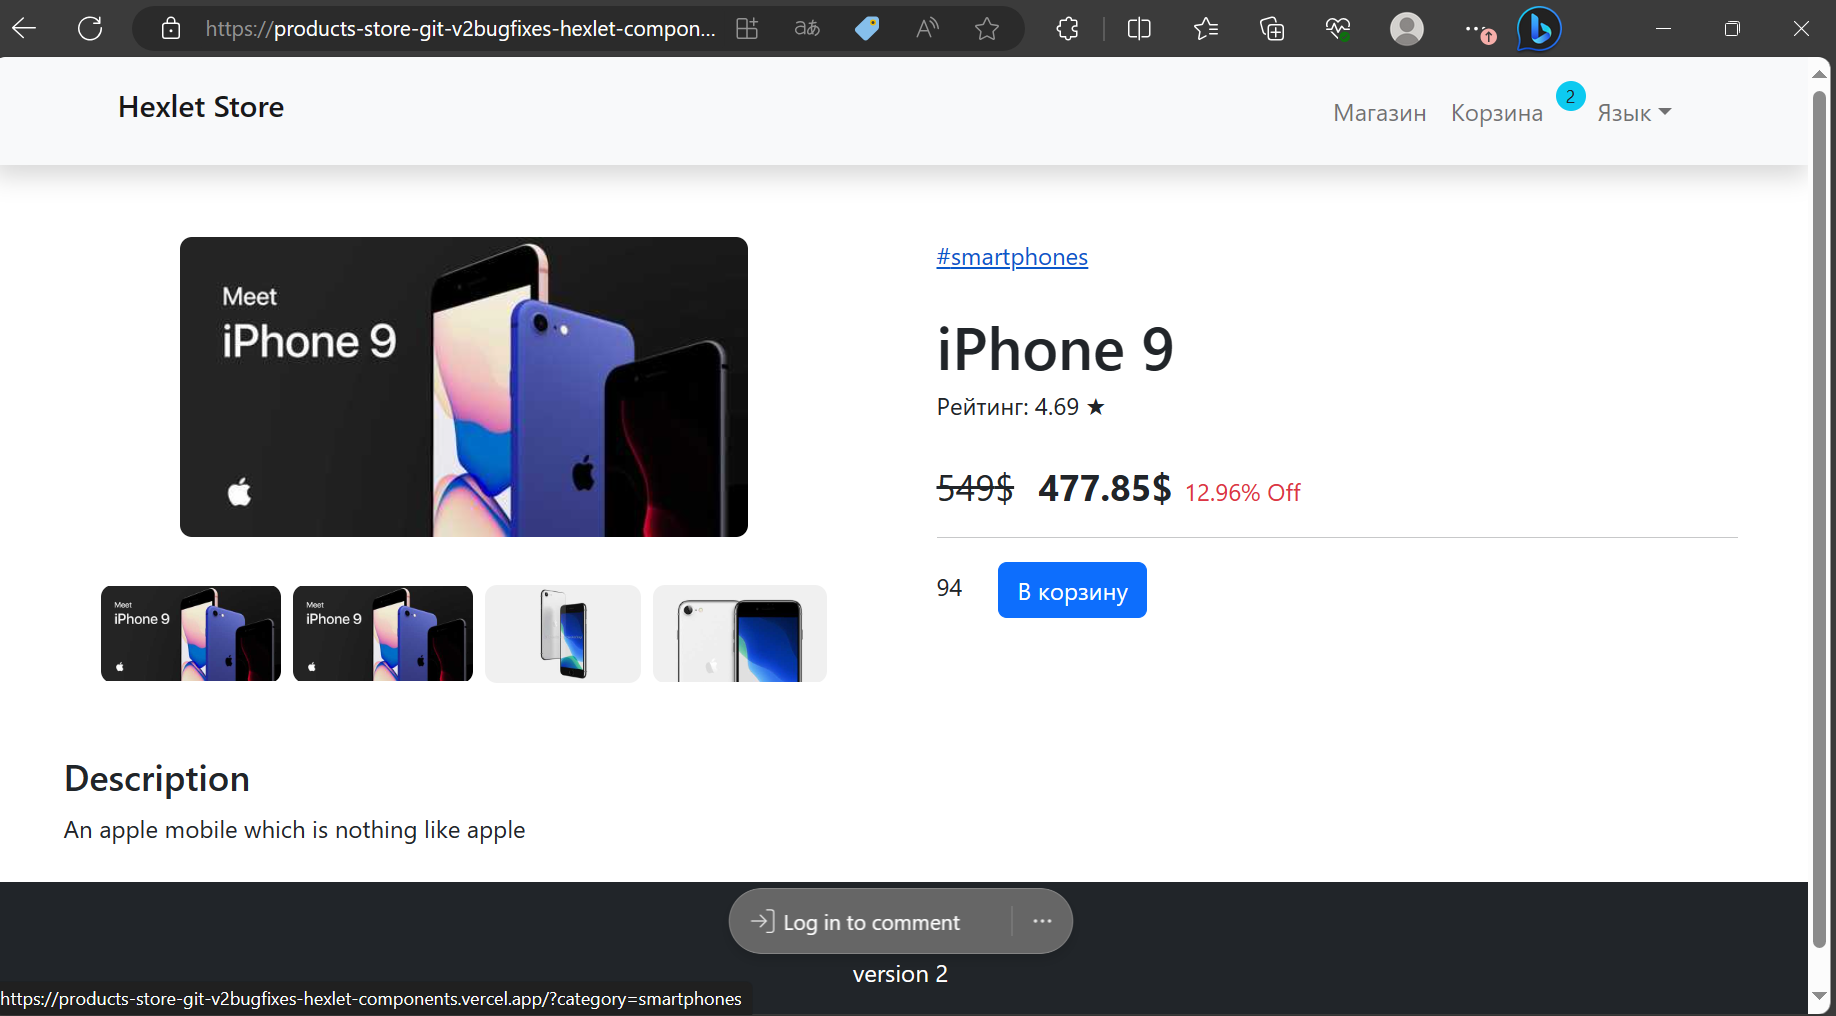 https://products-store-git-v2bugfixes-hexlet-compon...
Hexlet Store
Магазин Корзина 2 Язык
Meet
iPhone 9
#smartphones
iPhone 9
Рейтинг: 4.69 ★
549$ 477.85$ 12.96% Off
94 В корзину
Meet
iPhone 9
Meet
iPhone 9
Description
An apple mobile which is nothing like apple
Log in to comment
version 2
https://products-store-git-v2bugfixes-hexlet-components.vercel.app/?category=smartphones